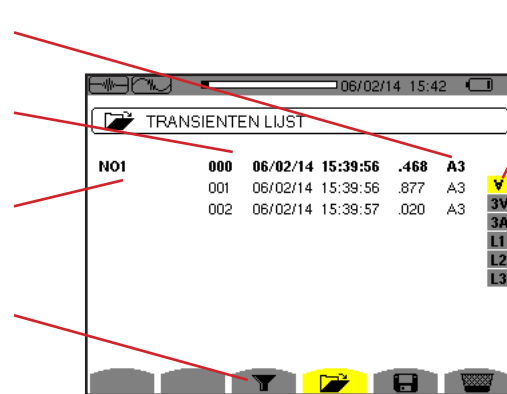 06/02/14 15:42
TRANSIENTEN LIJST
NO1 000 06/02/14 15:39:56 .468 A3
001 06/02/14 15:39:56 .877 A3
002 06/02/14 15:39:57 .020 A3
∀
3V
3A
L1
L2
L3